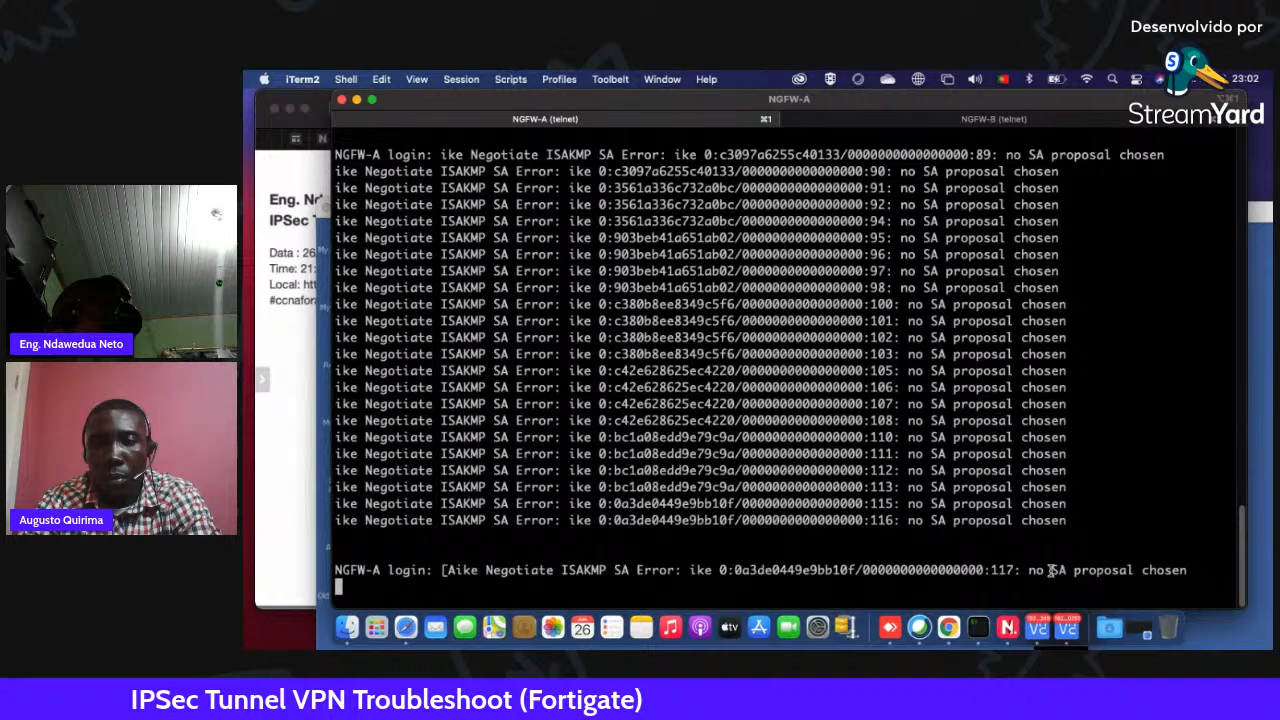 Desenvolvido por
StreamYard
iTerm2 Shell Edit View Session Scripts Profiles Toolbelt Window Help 23:02
NGFW-A ⌥⌘1
NGFW-A (telnet) ⌘1 NGFW-B (telnet)
NGFW-A login: ike Negotiate ISAKMP SA Error: ike 0:c3097a6255c40133/0000000000000000:89: no SA proposal chosen
ike Negotiate ISAKMP SA Error: ike 0:c3097a6255c40133/0000000000000000:90: no SA proposal chosen
ike Negotiate ISAKMP SA Error: ike 0:3561a336c732a0bc/0000000000000000:91: no SA proposal chosen
ike Negotiate ISAKMP SA Error: ike 0:3561a336c732a0bc/0000000000000000:92: no SA proposal chosen
ike Negotiate ISAKMP SA Error: ike 0:3561a336c732a0bc/0000000000000000:94: no SA proposal chosen
ike Negotiate ISAKMP SA Error: ike 0:903beb41a651ab02/0000000000000000:95: no SA proposal chosen
ike Negotiate ISAKMP SA Error: ike 0:903beb41a651ab02/0000000000000000:96: no SA proposal chosen
ike Negotiate ISAKMP SA Error: ike 0:903beb41a651ab02/0000000000000000:97: no SA proposal chosen
ike Negotiate ISAKMP SA Error: ike 0:903beb41a651ab02/0000000000000000:98: no SA proposal chosen
ike Negotiate ISAKMP SA Error: ike 0:c380b8ee8349c5f6/0000000000000000:100: no SA proposal chosen
ike Negotiate ISAKMP SA Error: ike 0:c380b8ee8349c5f6/0000000000000000:101: no SA proposal chosen
ike Negotiate ISAKMP SA Error: ike 0:c380b8ee8349c5f6/0000000000000000:102: no SA proposal chosen
ike Negotiate ISAKMP SA Error: ike 0:c380b8ee8349c5f6/0000000000000000:103: no SA proposal chosen
ike Negotiate ISAKMP SA Error: ike 0:c42e628625ec4220/0000000000000000:105: no SA proposal chosen
ike Negotiate ISAKMP SA Error: ike 0:c42e628625ec4220/0000000000000000:106: no SA proposal chosen
ike Negotiate ISAKMP SA Error: ike 0:c42e628625ec4220/0000000000000000:107: no SA proposal chosen
ike Negotiate ISAKMP SA Error: ike 0:c42e628625ec4220/0000000000000000:108: no SA proposal chosen
ike Negotiate ISAKMP SA Error: ike 0:bc1a08edd9e79c9a/0000000000000000:110: no SA proposal chosen
ike Negotiate ISAKMP SA Error: ike 0:bc1a08edd9e79c9a/0000000000000000:111: no SA proposal chosen
ike Negotiate ISAKMP SA Error: ike 0:bc1a08edd9e79c9a/0000000000000000:112: no SA proposal chosen
ike Negotiate ISAKMP SA Error: ike 0:bc1a08edd9e79c9a/0000000000000000:113: no SA proposal chosen
ike Negotiate ISAKMP SA Error: ike 0:0a3de0449e9bb10f/0000000000000000:115: no SA proposal chosen
ike Negotiate ISAKMP SA Error: ike 0:0a3de0449e9bb10f/0000000000000000:116: no SA proposal chosen
NGFW-A login: [Aike Negotiate ISAKMP SA Error: ike 0:0a3de0449e9bb10f/0000000000000000:117: no SA proposal chosen
Eng. Nd
IPSec T
Data : 26
Time: 21:
Local: htt
#ccnafora
Eng. Ndawedua Neto
Augusto Quirima
IPSec Tunnel VPN Troubleshoot (Fortigate)